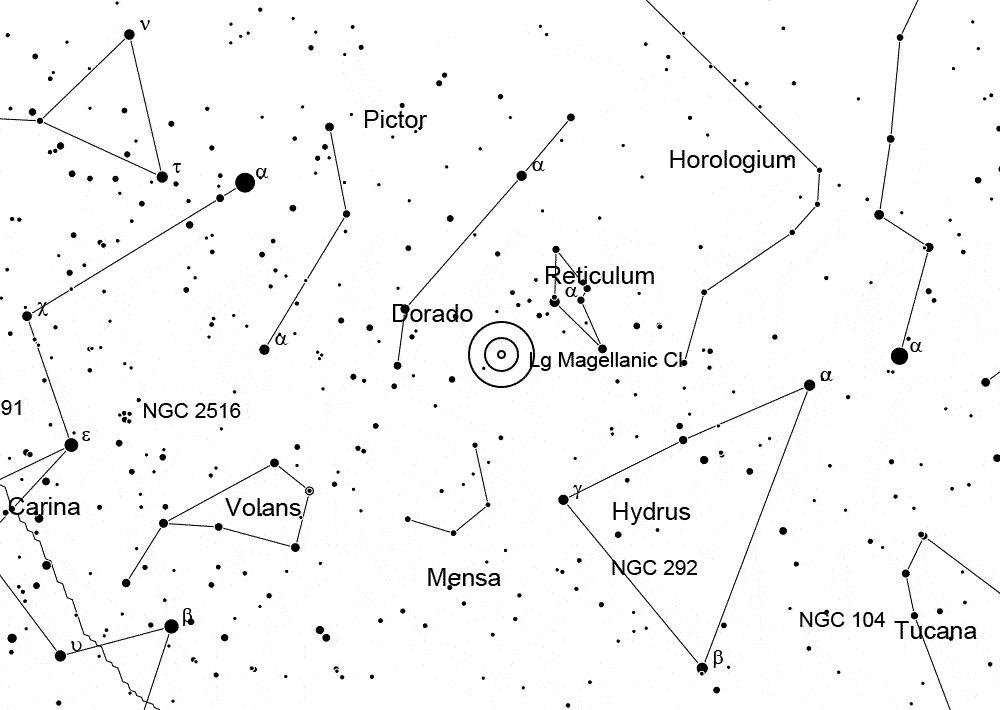 ν
Pictor
τ
α
α
Horologium
Reticulum
α
χ
Dorado
α
Lg Magellanic Cl
α
α
91
NGC 2516
ε
γ
Carina
Volans
Hydrus
NGC 292
Mensa
β
NGC 104
Tucana
υ
β